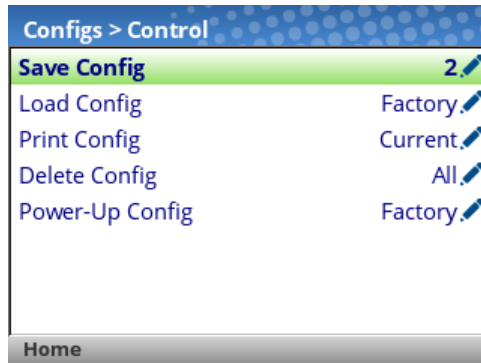 Configs > Control
Save Config 2
Load Config Factory
Print Config Current
Delete Config All
Power-Up Config Factory
Home